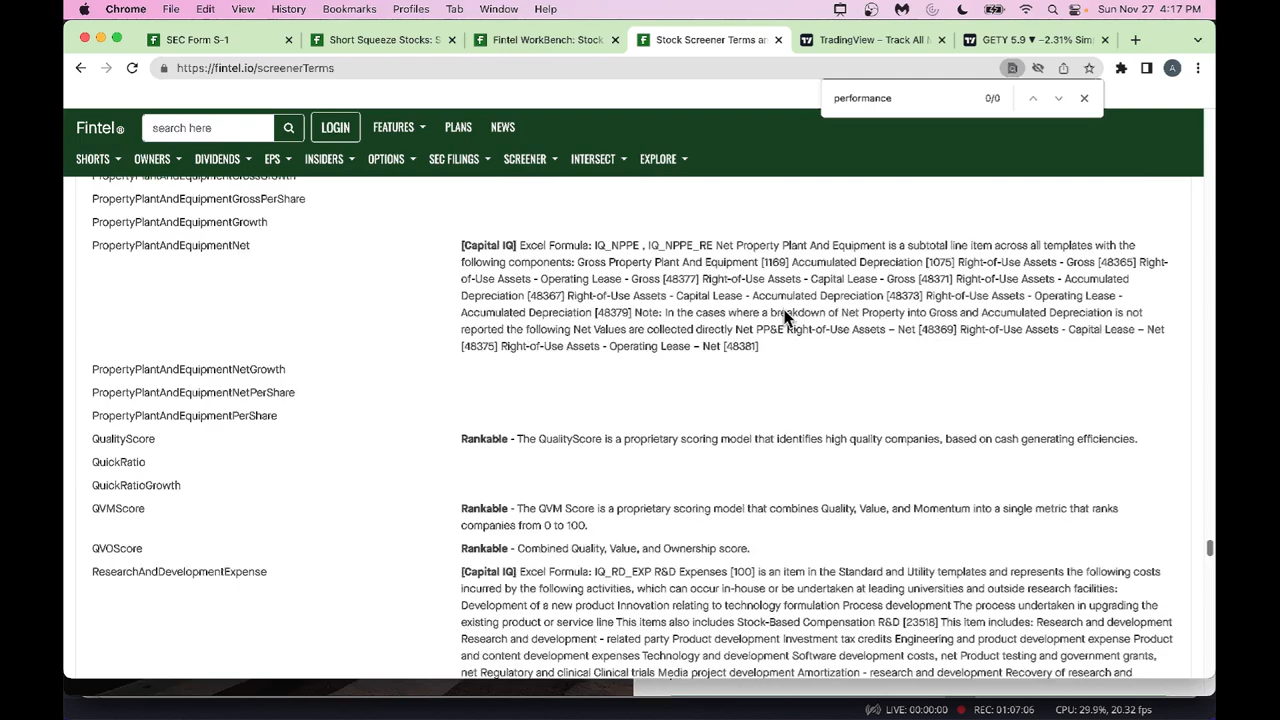 Chrome File Edit View History Bookmarks Profiles Tab Window Help Sun Nov 27 4:17 PM
SEC Form S-1 Short Squeeze Stocks: S Fintel WorkBench: Stock Stock Screener Terms a TradingView – Track All M GETY 5.9 ▼ −2.31% Sim
https://fintel.io/screenerTerms A
performance 0/0
Fintel® search here LOGIN FEATURES PLANS NEWS
SHORTS OWNERS DIVIDENDS EPS INSIDERS OPTIONS SEC FILINGS SCREENER INTERSECT EXPLORE
PropertyPlantAndEquipmentGrossGrowth
PropertyPlantAndEquipmentGrossPerShare
PropertyPlantAndEquipmentGrowth
PropertyPlantAndEquipmentNet [Capital IQ] Excel Formula: IQ_NPPE , IQ_NPPE_RE Net Property Plant And Equipment is a subtotal line item across all templates with the
following components: Gross Property Plant And Equipment [1169] Accumulated Depreciation [1075] Right-of-Use Assets - Gross [48365] Right-
of-Use Assets - Operating Lease - Gross [48377] Right-of-Use Assets - Capital Lease - Gross [48371] Right-of-Use Assets - Accumulated
Depreciation [48367] Right-of-Use Assets - Capital Lease - Accumulated Depreciation [48373] Right-of-Use Assets - Operating Lease -
Accumulated Depreciation [48379] Note: In the cases where a breakdown of Net Property into Gross and Accumulated Depreciation is not
reported the following Net Values are collected directly Net PP&E Right-of-Use Assets – Net [48369] Right-of-Use Assets - Capital Lease – Net
[48375] Right-of-Use Assets - Operating Lease – Net [48381]
PropertyPlantAndEquipmentNetGrowth
PropertyPlantAndEquipmentNetPerShare
PropertyPlantAndEquipmentPerShare
QualityScore Rankable - The QualityScore is a proprietary scoring model that identifies high quality companies, based on cash generating efficiencies.
QuickRatio
QuickRatioGrowth
QVMScore Rankable - The QVM Score is a proprietary scoring model that combines Quality, Value, and Momentum into a single metric that ranks
companies from 0 to 100.
QVOScore Rankable - Combined Quality, Value, and Ownership score.
ResearchAndDevelopmentExpense [Capital IQ] Excel Formula: IQ_RD_EXP R&D Expenses [100] is an item in the Standard and Utility templates and represents the following costs
incurred by the following activities, which can occur in-house or be undertaken at leading universities and outside research facilities:
Development of a new product Innovation relating to technology formulation Process development The process undertaken in upgrading the
existing product or service line This items also includes Stock-Based Compensation R&D [23518] This Item includes: Research and development
Research and development - related party Product development Investment tax credits Engineering and product development expense Product
and content development expenses Technology and development Software development costs, net Product testing and government grants,
net Regulatory and clinical Clinical trials Media project development Amortization - research and development Recovery of research and
LIVE: 00:00:00 REC: 01:07:06 CPU: 29.9%, 20.32 fps